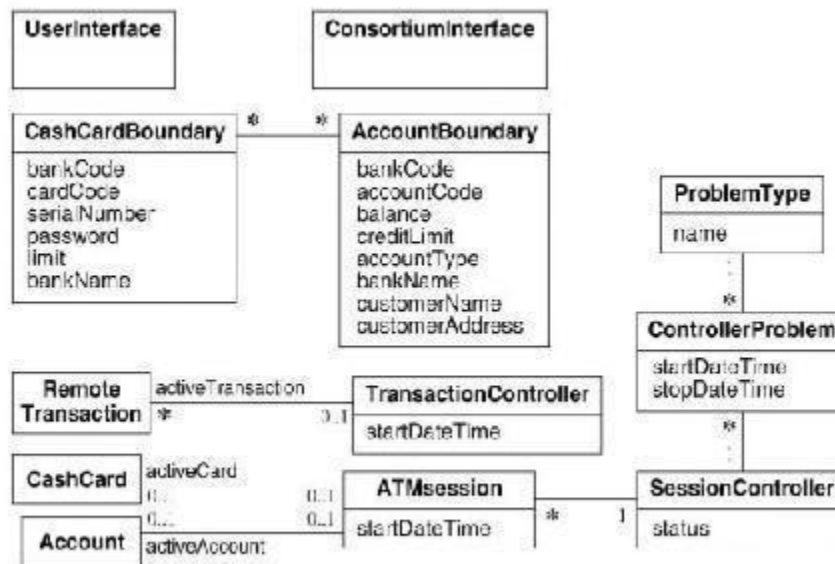 UserInterface
ConsortiumInterface
CashCardBoundary
* *
AccountBoundary
bankCode
cardCode
serialNumber
password
limit
bankName
bankCode
accountCode
balance
creditLimit
accountType
bankName
customerName
customerAddress
ProblemType
name
*
ControllerProblem
startDateTime
stopDateTime
*
Remote
Transaction
activeTransaction
*
0..1
TransactionController
startDateTime
CashCard
activeCard
0..1
ATMsession
startDateTime
* 1
SessionController
status
Account
0..1
activeAccount